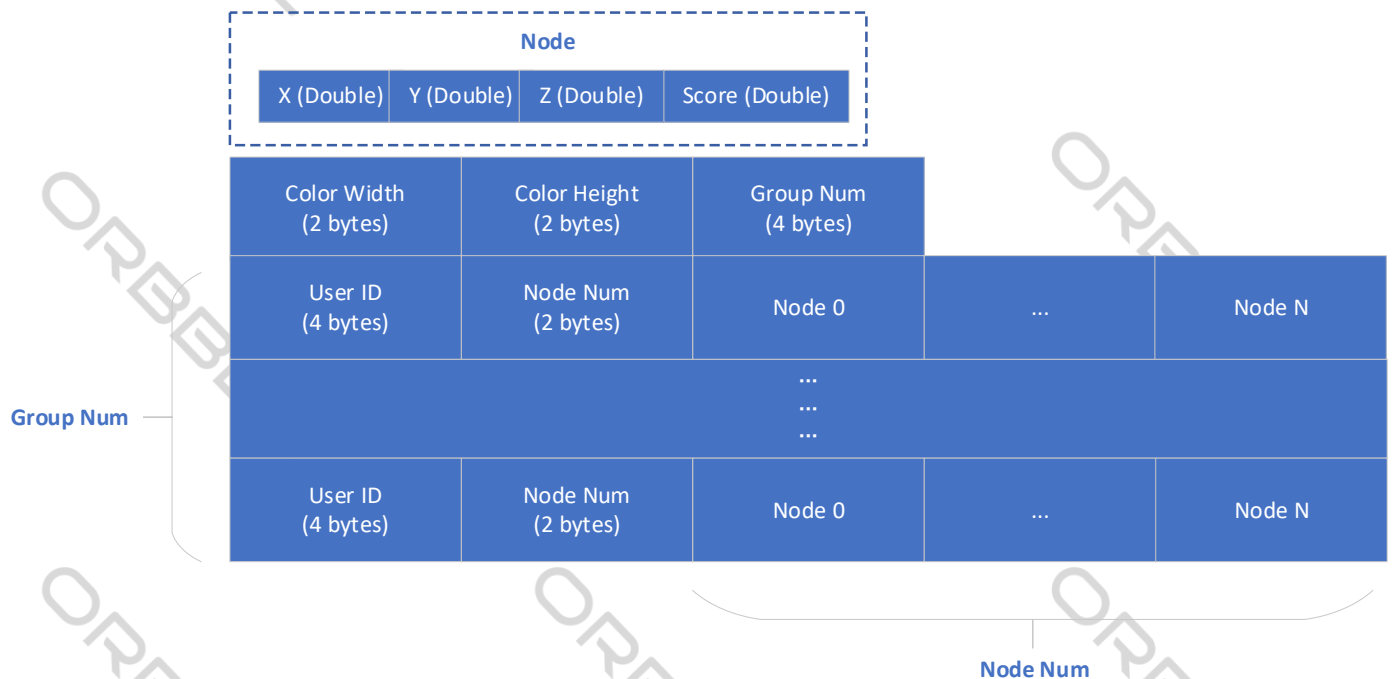 Node
X (Double) Y (Double) Z (Double) Score (Double)
Color Width
(2 bytes)
Color Height
(2 bytes)
Group Num
(4 bytes)
User ID
(4 bytes)
Node Num
(2 bytes)
Node 0
...
Node N
...
...
...
Group Num
User ID
(4 bytes)
Node Num
(2 bytes)
Node 0
...
Node N
Node Num